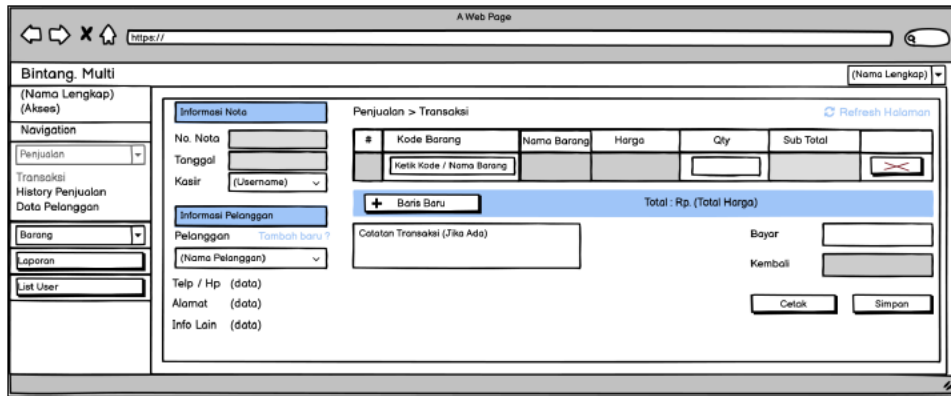 A Web Page
https://
Bintang. Multi
(Nama Lengkap)
(Nama Lengkap)
(Akses)
Navigation
Penjualan
Transaksi
History Penjualan
Data Pelanggan
Barang
Laporan
List User
Informasi Nota
No. Nota
Tanggal
Kasir (Username)
Informasi Pelanggan
Pelanggan Tambah baru ?
(Nama Pelanggan)
Telp / Hp (data)
Alamat (data)
Info Lain (data)
Penjualan > Transaksi
Refresh Halaman
# Kode Barang Nama Barang Harga Qty Sub Total
Ketik Kode / Nama Barang
+ Baris Baru Total : Rp. (Total Harga)
Catatan Transaksi (Jika Ada)
Bayar
Kembali
Cetak Simpan